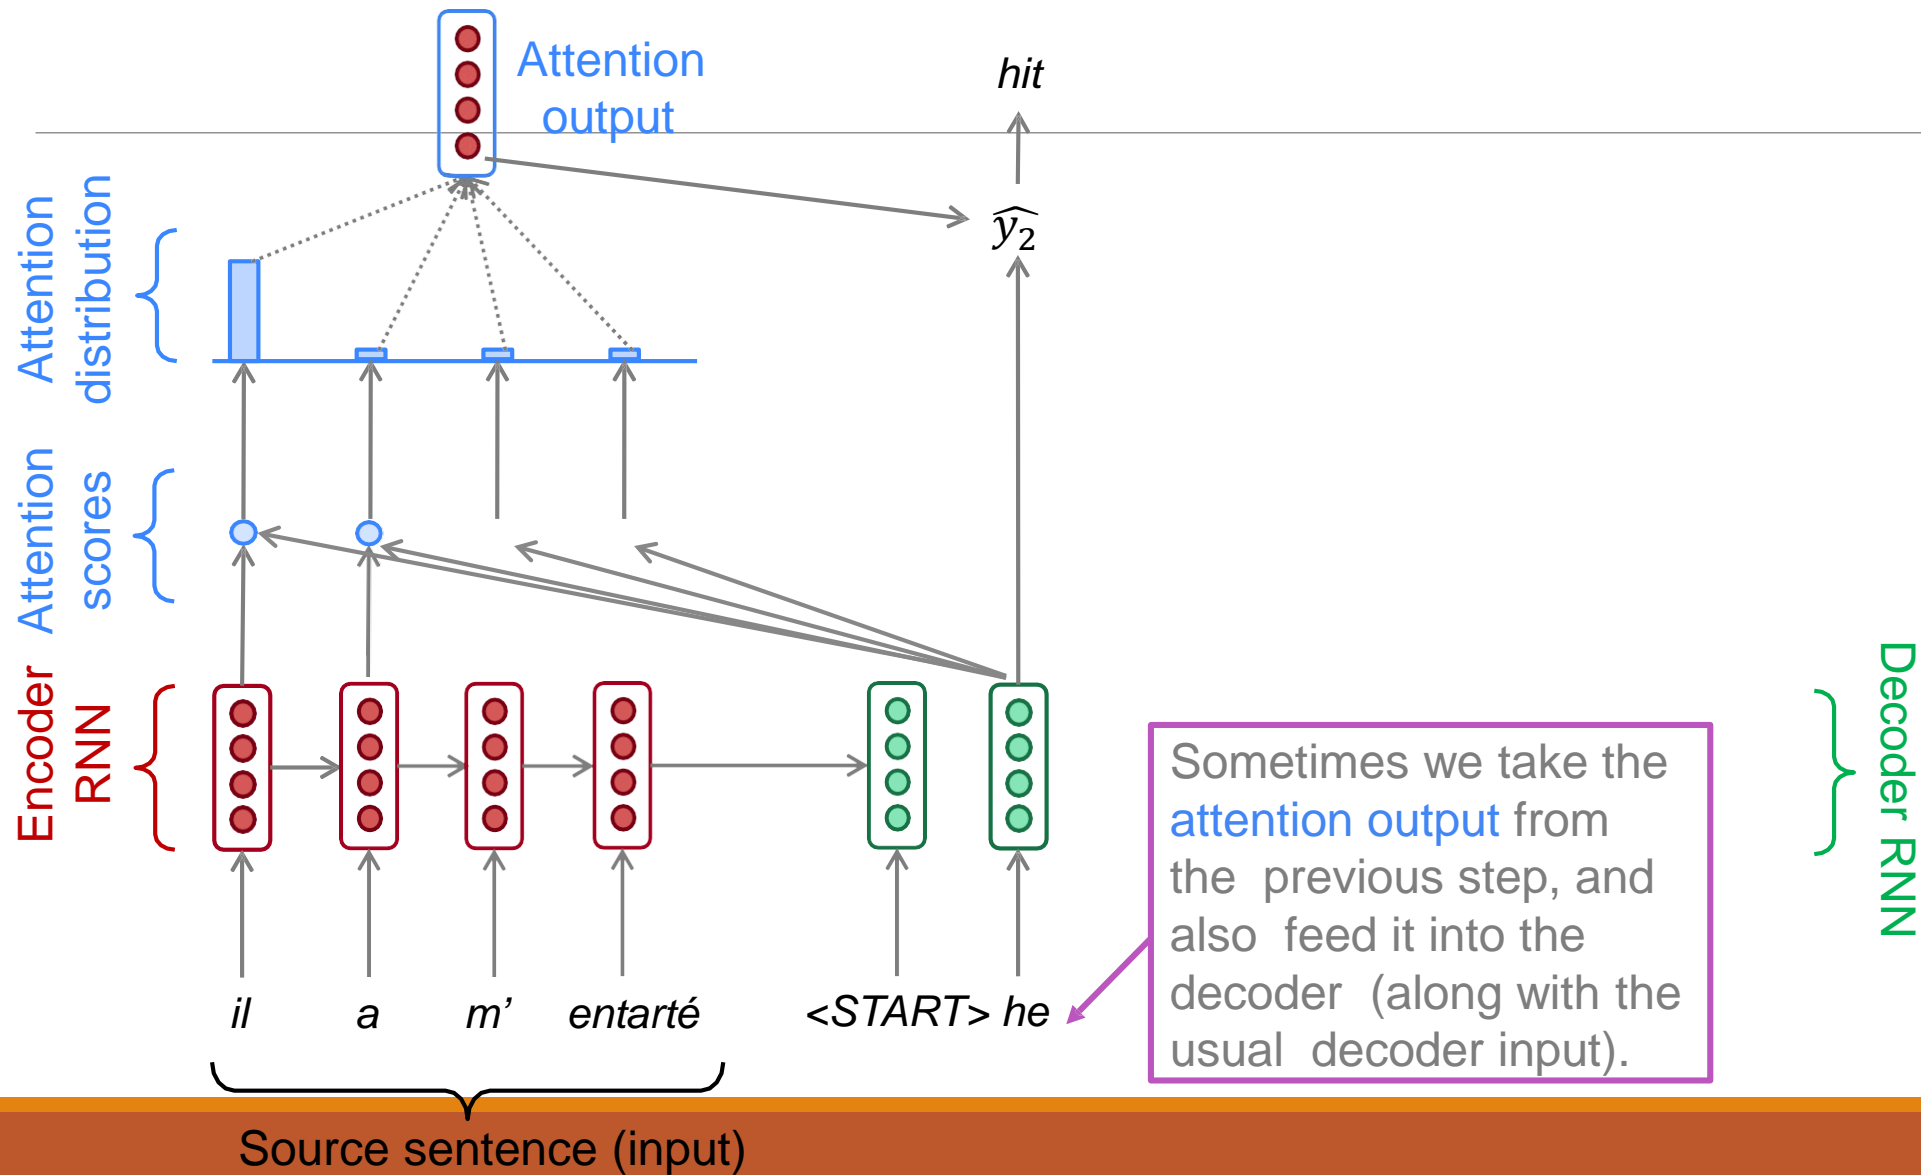 Attention
output
hit
Attention
distribution
ŷ₂
Attention
scores
Encoder
RNN
Decoder RNN
Sometimes we take the
attention output from
the previous step, and
also feed it into the
decoder (along with the
usual decoder input).
il a m’ entarté <START> he
Source sentence (input)